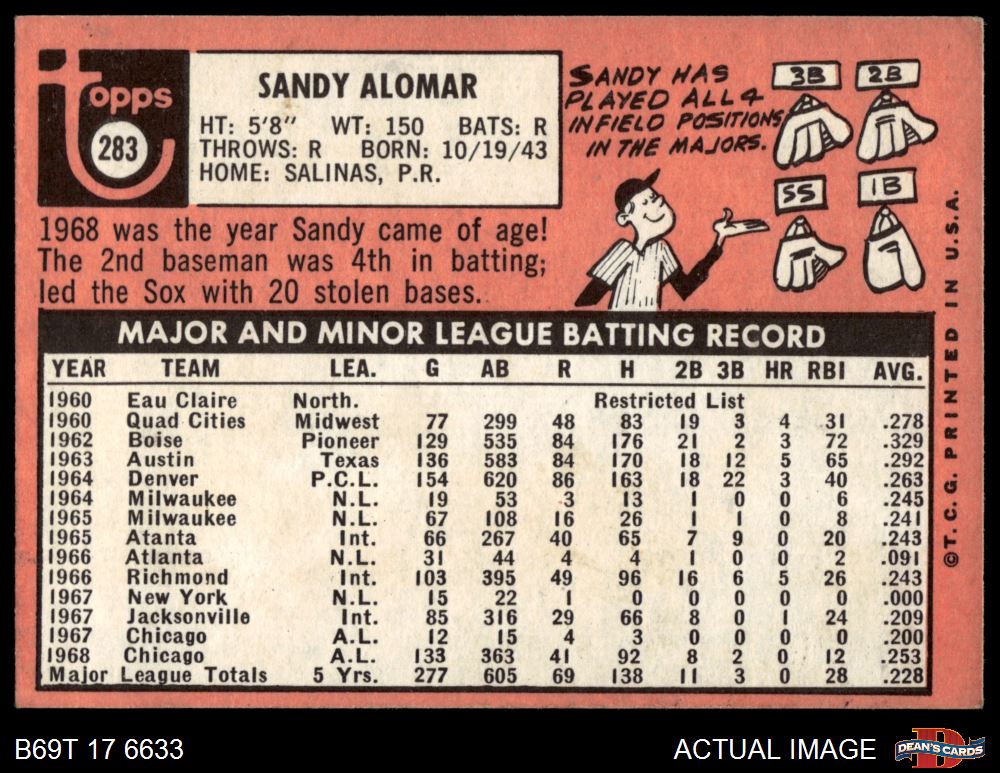 Topps
283
SANDY ALOMAR
HT: 5'8" WT: 150 BATS: R
THROWS: R BORN: 10/19/43
HOME: SALINAS, P.R.
SANDY HAS
PLAYED ALL 4
INFIELD POSITIONS
IN THE MAJORS.
3B 2B
SS 1B
1968 was the year Sandy came of age!
The 2nd baseman was 4th in batting;
led the Sox with 20 stolen bases.
MAJOR AND MINOR LEAGUE BATTING RECORD
YEAR TEAM LEA. G AB R H 2B 3B HR RBI AVG.
1960 Eau Claire North. Restricted List
1960 Quad Cities Midwest 77 299 48 83 19 3 4 31 .278
1962 Boise Pioneer 129 535 84 176 21 2 3 72 .329
1963 Austin Texas 136 583 84 170 18 12 5 65 .292
1964 Denver P.C.L. 154 620 86 163 18 22 3 40 .263
1964 Milwaukee N.L. 19 53 3 13 1 0 0 6 .245
1965 Milwaukee N.L. 67 108 16 26 1 1 0 8 .241
1965 Atanta Int. 66 267 40 65 7 9 0 20 .243
1966 Atlanta N.L. 31 44 4 4 1 0 0 2 .091
1966 Richmond Int. 103 395 49 96 16 6 5 26 .243
1967 New York N.L. 15 22 1 0 0 0 0 0 .000
1967 Jacksonville Int. 85 316 29 66 8 0 1 24 .209
1967 Chicago A.L. 12 15 4 3 0 0 0 0 .200
1968 Chicago A.L. 133 363 41 92 8 2 0 12 .253
Major League Totals 5 Yrs. 277 605 69 138 11 3 0 28 .228
©T.C.G. PRINTED IN U.S.A.
B69T 17 6633
ACTUAL IMAGE
D
DEAN'S CARDS